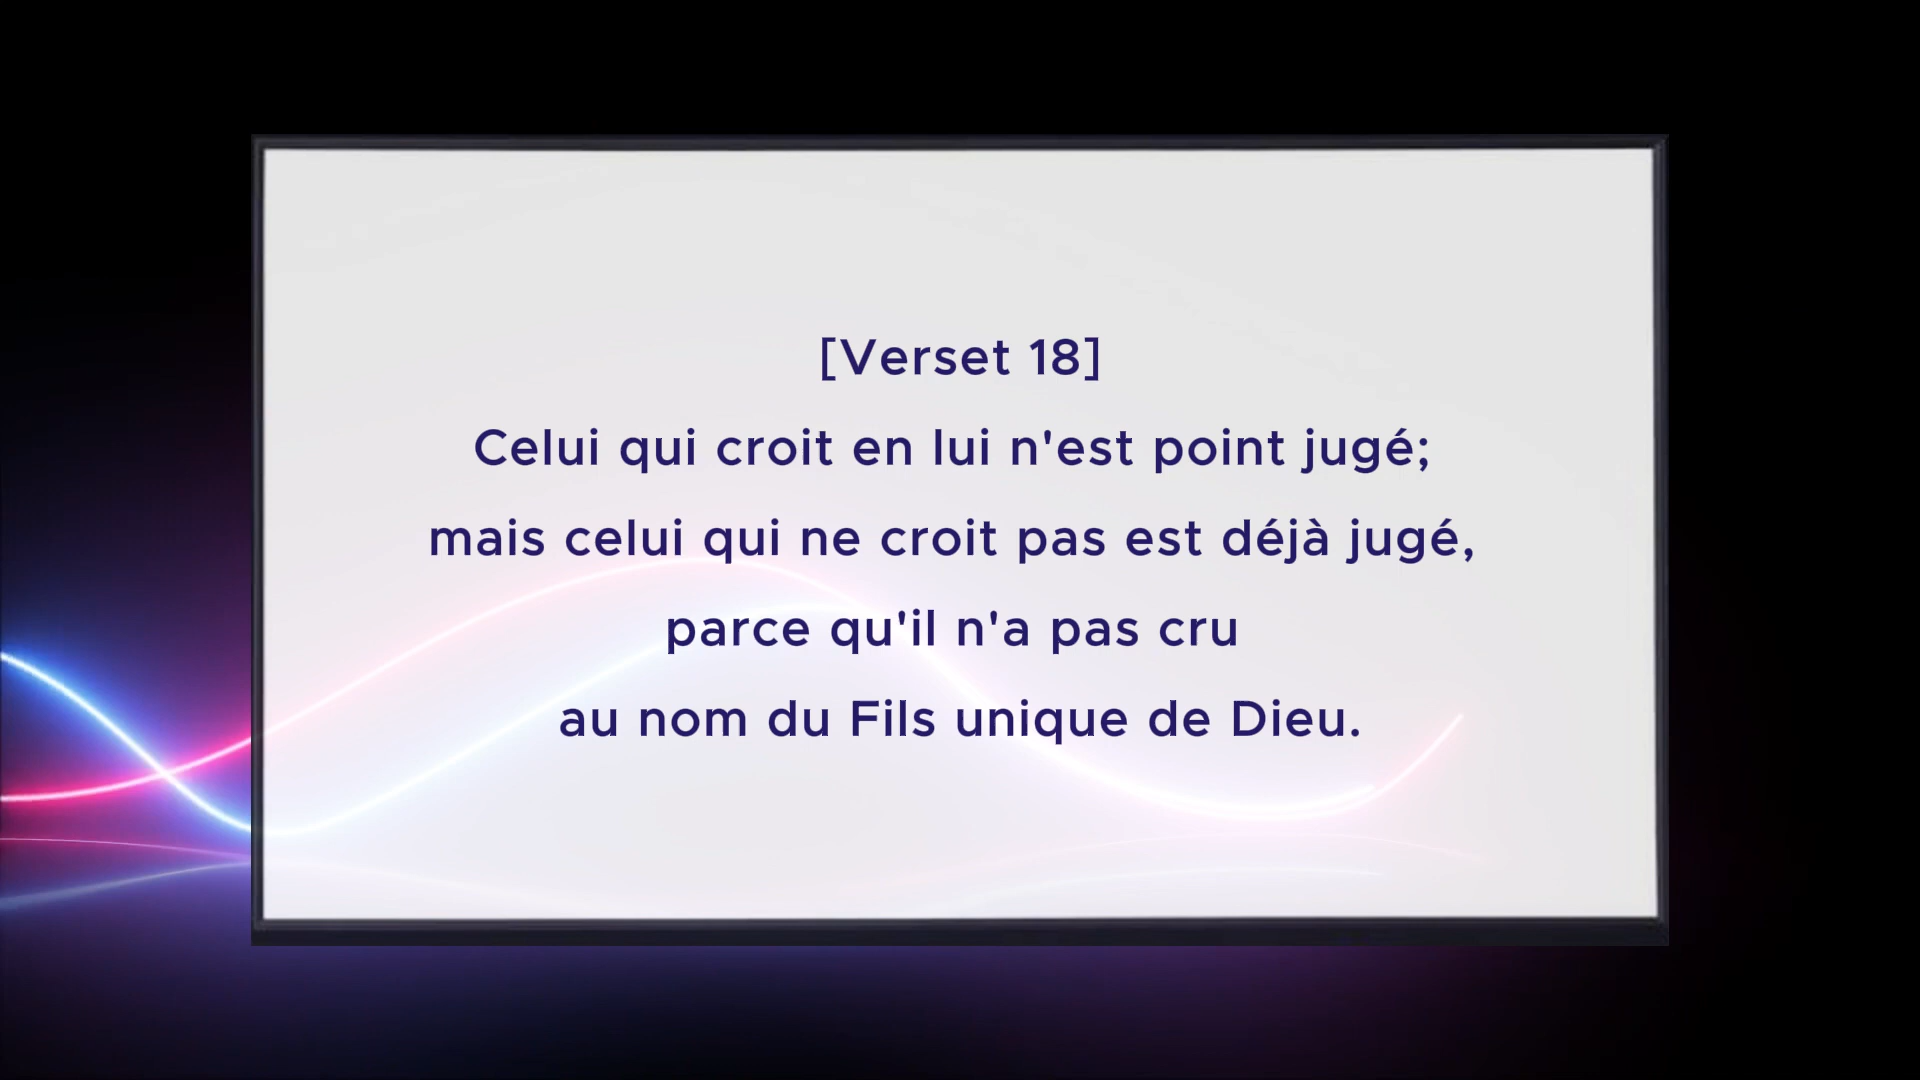 [Verset 18]
Celui qui croit en lui n'est point jugé;
mais celui qui ne croit pas est déjà jugé,
parce qu'il n'a pas cru
au nom du Fils unique de Dieu.